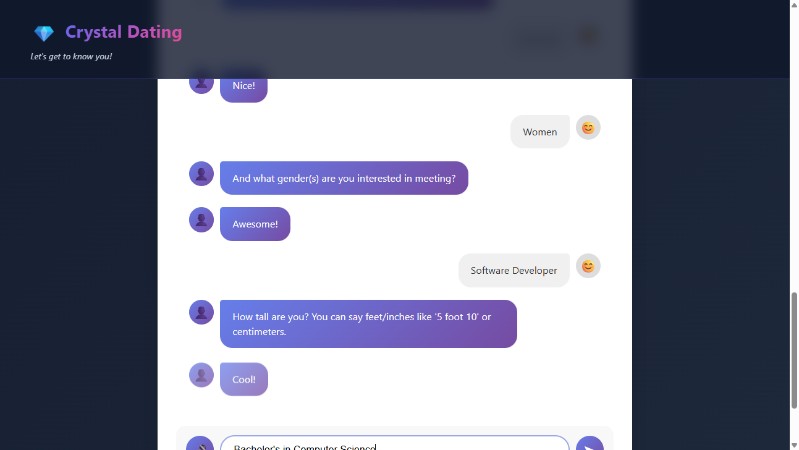 Crystal Dating
Let's get to know you!
Nice!
Women
And what gender(s) are you interested in meeting?
Awesome!
Software Developer
How tall are you? You can say feet/inches like '5 foot 10' or
centimeters.
Cool!
Bachelor's in Computer Science